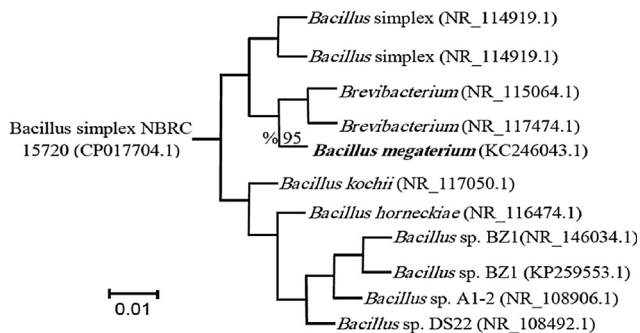 Bacillus simplex (NR_114919.1)
Bacillus simplex (NR_114919.1)
Brevibacterium (NR_115064.1)
Bacillus simplex NBRC
15720 (CP017704.1)
% 95
Brevibacterium (NR_117474.1)
Bacillus megaterium (KC246043.1)
Bacillus kochii (NR_117050.1)
Bacillus horneckiae (NR_116474.1)
Bacillus sp. BZ1(NR_146034.1)
Bacillus sp. BZ1 (KP259553.1)
Bacillus sp. A1-2 (NR_108906.1)
Bacillus sp. DS22 (NR_108492.1)
0.01